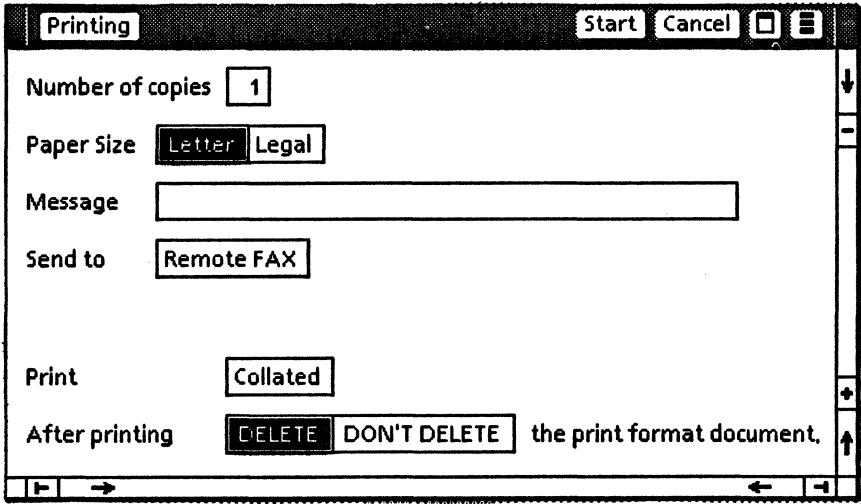 Printing Start Cancel
Number of copies 1
Paper Size Letter Legal
Message
Send to Remote FAX
Print Collated
After printing DELETE DON'T DELETE the print format document.